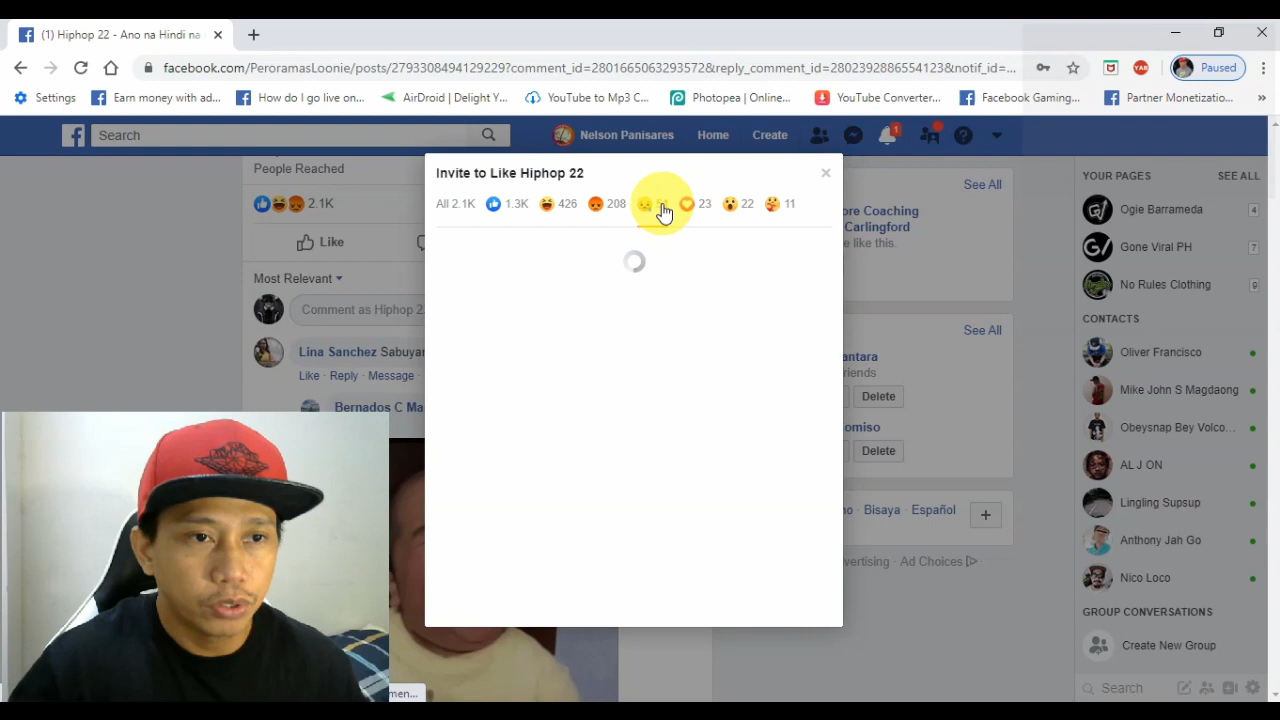 (1) Hiphop 22 - Ano na Hindi na
facebook.com/PeroramasLoonie/posts/2793308494129229?comment_id=2801665063293572&reply_comment_id=2802392886554123&notif_id=...
Paused
Settings
Earn money with ad...
How do I go live on...
AirDroid | Delight Y...
YouTube to Mp3 C...
Photopea | Online...
YouTube Converter...
Facebook Gaming...
Partner Monetizatio...
»
Search
Nelson Panisares
Home
Create
1
People Reached
2.1K
Like
Most Relevant
Comment as Hiphop 2
Lina Sanchez Sabuyar
Like · Reply · Message ·
Bernados C Ma
Invite to Like Hiphop 22
All 2.1K 1.3K 426 208 23 22 11
See All
ore Coaching
Carlingford
e like this.
See All
antara
riends
Delete
omiso
Delete
no · Bisaya · Español
vertising · Ad Choices
YOUR PAGES SEE ALL
Ogie Barrameda 4
Gone Viral PH 7
No Rules Clothing 9
CONTACTS
Oliver Francisco
Mike John S Magdaong
Obeysnap Bey Volco...
AL J ON
Lingling Supsup
Anthony Jah Go
Nico Loco
GROUP CONVERSATIONS
Create New Group
Search
men...